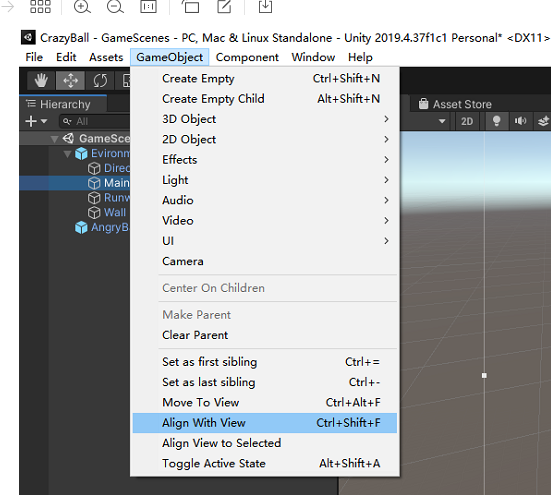 CrazyBall - GameScenes - PC, Mac & Linux Standalone - Unity 2019.4.37f1c1 Personal* <DX11>
File Edit Assets GameObject Component Window Help
Hierarchy
Asset Store
All
2D
GameScen
Evironm
Direc
Main
Runw
Wall
AngryB
Create Empty Ctrl+Shift+N
Create Empty Child Alt+Shift+N
3D Object
2D Object
Effects
Light
Audio
Video
UI
Camera
Center On Children
Make Parent
Clear Parent
Set as first sibling Ctrl+=
Set as last sibling Ctrl+-
Move To View Ctrl+Alt+F
Align With View Ctrl+Shift+F
Align View to Selected
Toggle Active State Alt+Shift+A